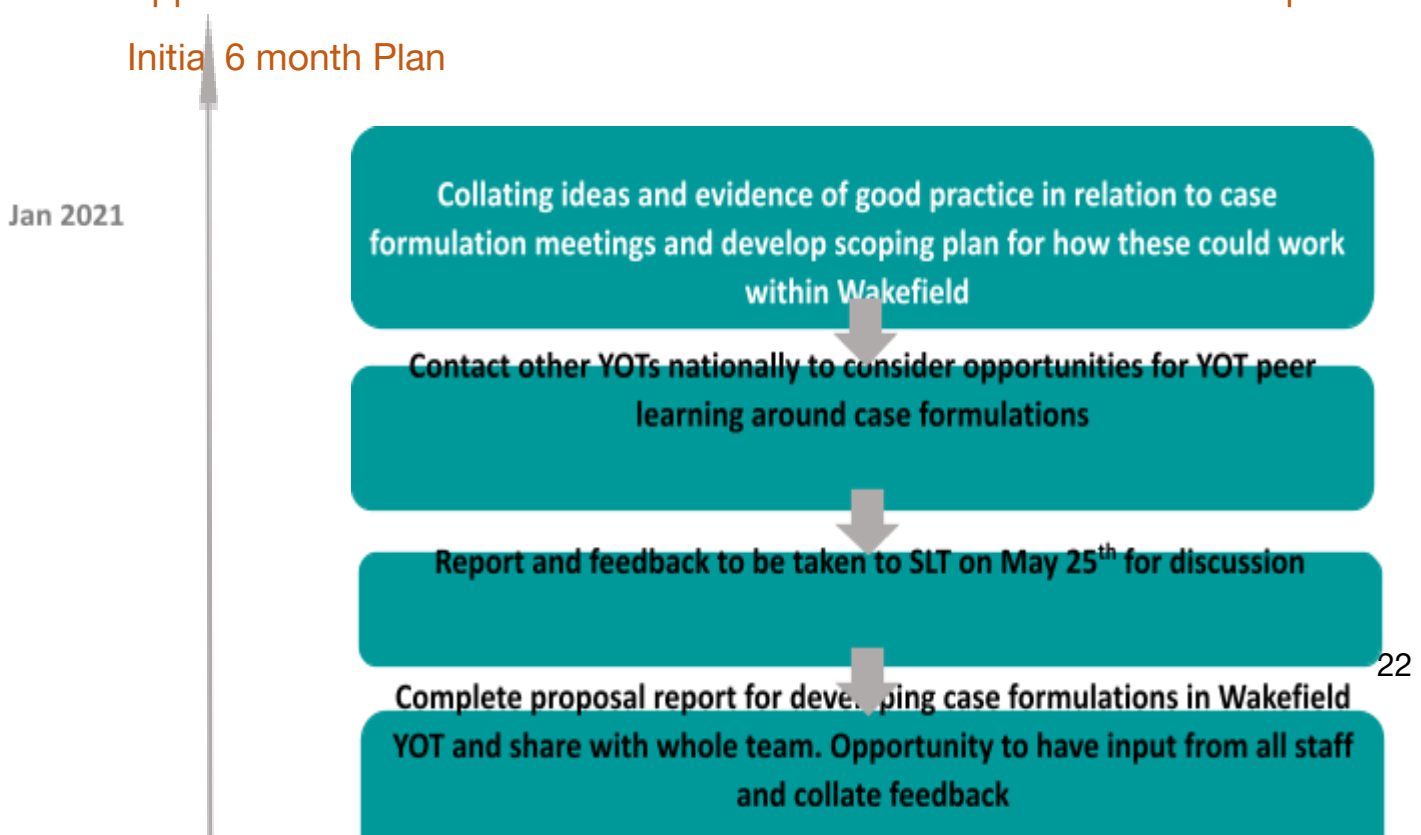 Initial 6 month Plan
Jan 2021
Collating ideas and evidence of good practice in relation to case
formulation meetings and develop scoping plan for how these could work
within Wakefield
Contact other YOTs nationally to consider opportunities for YOT peer
learning around case formulations
Report and feedback to be taken to SLT on May 25th for discussion
22
Complete proposal report for developing case formulations in Wakefield
YOT and share with whole team. Opportunity to have input from all staff
and collate feedback